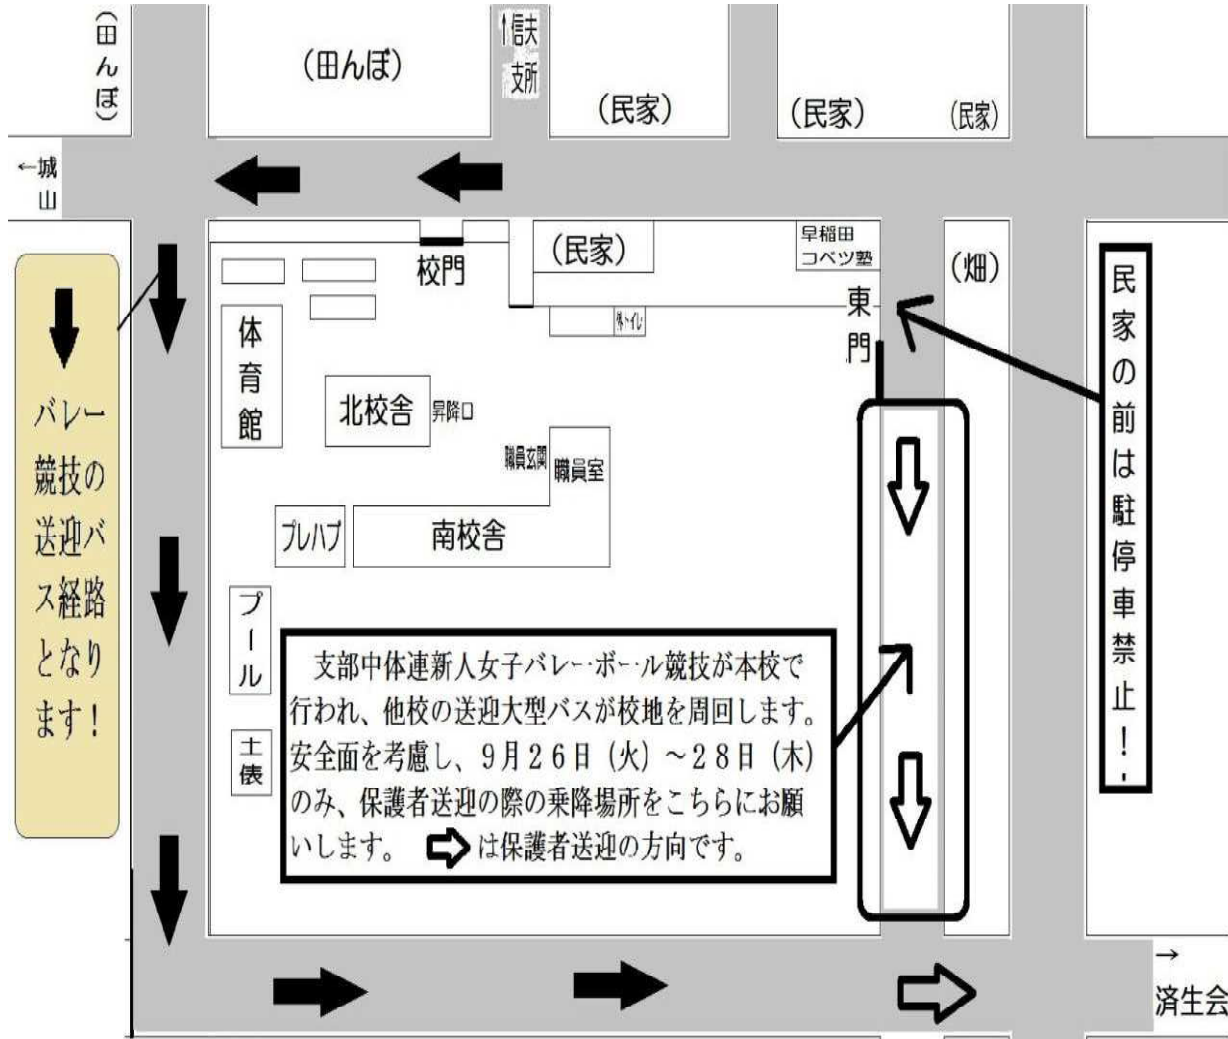 （田んぼ）
（田んぼ）
↑信夫
支所
（民家）
（民家）
（民家）
←城
山
校門
（民家）
早稲田
コベツ塾
（畑）
東門
民家の前は駐停車禁止！
外トイレ
体育館
北校舎
昇降口
職員玄関
職員室
プレハブ
南校舎
プール
土俵
バレー
競技の
送迎バ
ス経路
となり
ます！
支部中体連新人女子バレーボール競技が本校で
行われ、他校の送迎大型バスが校地を周回します。
安全面を考慮し、９月２６日（火）～２８日（木）
のみ、保護者送迎の際の乗降場所をこちらにお願
いします。 ⇨は保護者送迎の方向です。
→
済生会